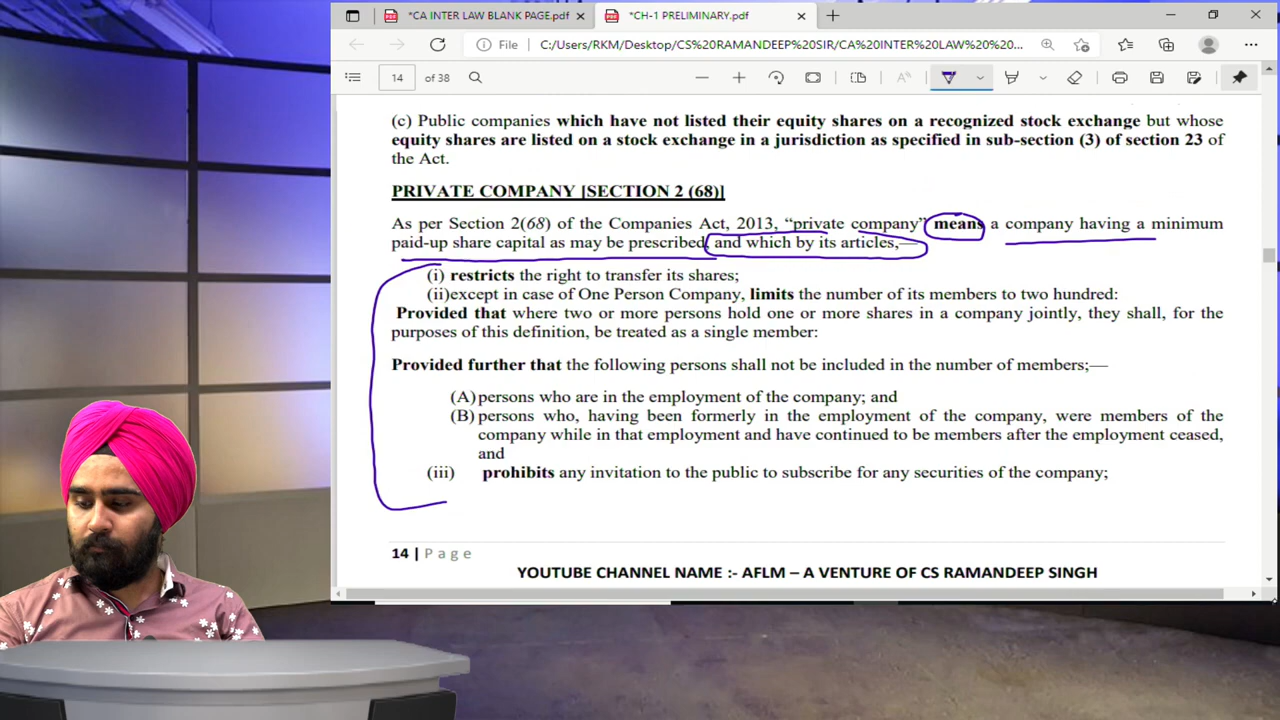 *CA INTER LAW BLANK PAGE.pdf
*CH-1 PRELIMINARY.pdf
File
C:/Users/RKM/Desktop/CS%20RAMANDEEP%20SIR/CA%20INTER%20LAW%20%20...
14 of 38
(c) Public companies which have not listed their equity shares on a recognized stock exchange but whose
equity shares are listed on a stock exchange in a jurisdiction as specified in sub-section (3) of section 23 of
the Act.
PRIVATE COMPANY [SECTION 2 (68)]
As per Section 2(68) of the Companies Act, 2013, “private company” means a company having a minimum
paid-up share capital as may be prescribed, and which by its articles,—
(i) restricts the right to transfer its shares;
(ii)except in case of One Person Company, limits the number of its members to two hundred:
Provided that where two or more persons hold one or more shares in a company jointly, they shall, for the
purposes of this definition, be treated as a single member:
Provided further that the following persons shall not be included in the number of members;—
(A) persons who are in the employment of the company; and
(B) persons who, having been formerly in the employment of the company, were members of the
company while in that employment and have continued to be members after the employment ceased,
and
(iii) prohibits any invitation to the public to subscribe for any securities of the company;
14 | Page
YOUTUBE CHANNEL NAME :- AFLM – A VENTURE OF CS RAMANDEEP SINGH